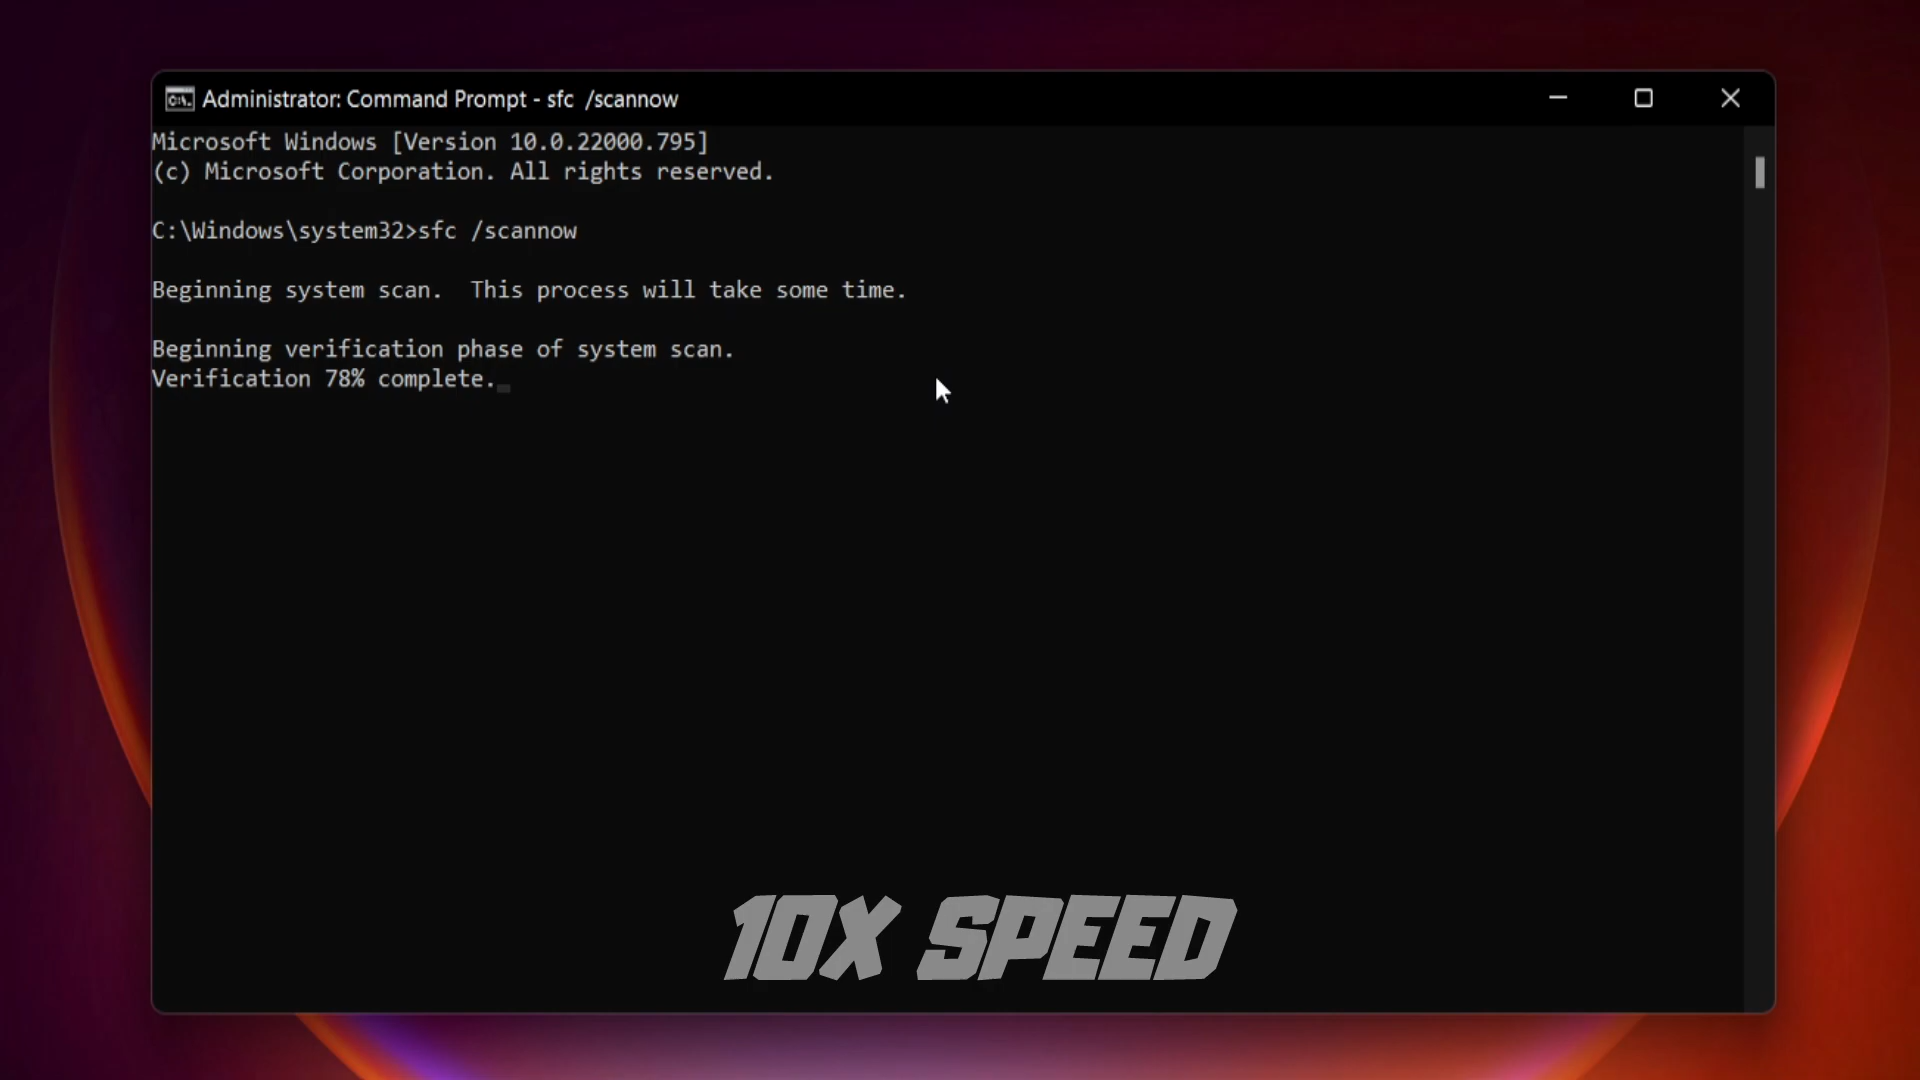 Administrator: Command Prompt - sfc  /scannow
Microsoft Windows [Version 10.0.22000.795]
(c) Microsoft Corporation. All rights reserved.
C:\Windows\system32>sfc /scannow
Beginning system scan.  This process will take some time.
Beginning verification phase of system scan.
Verification 78% complete.
10X SPEED